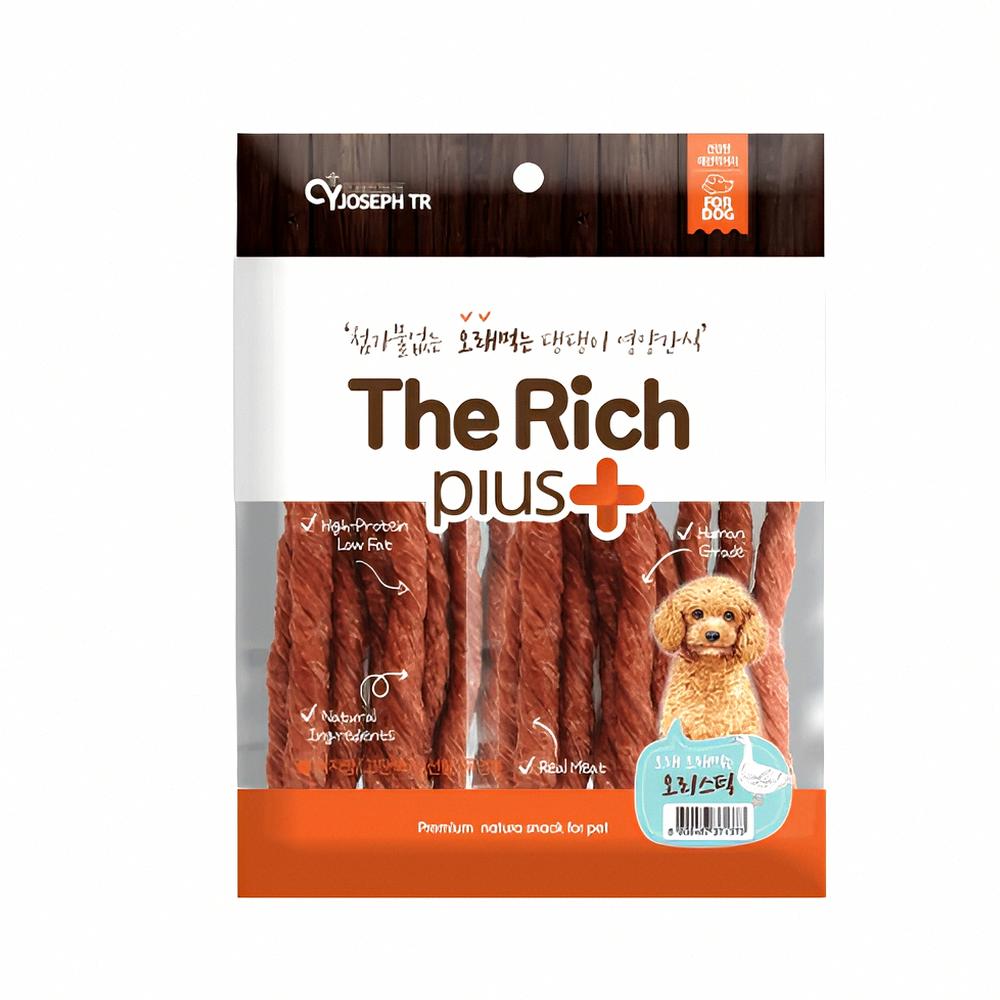 JOSEPH TR
FOR
DOG
'첨가물없는 오래먹는 댕댕이 영양간식'
The Rich
plus+
High-Protein
Low Fat
Human
Grade
Natural
Ingredients
Real Meat
오리스틱
Premium natura snack for pet